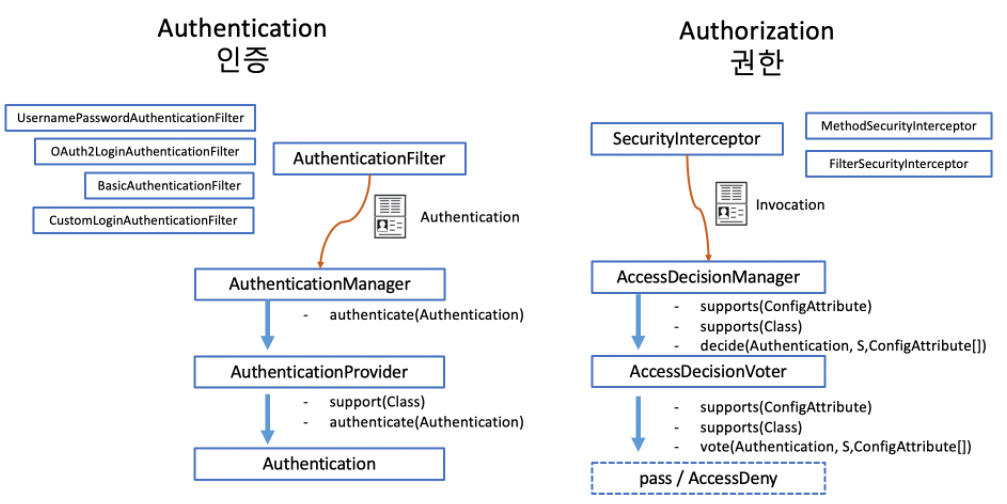 Authentication
인증
UsernamePasswordAuthenticationFilter
OAuth2LoginAuthenticationFilter
BasicAuthenticationFilter
CustomLoginAuthenticationFilter
AuthenticationFilter
Authentication
AuthenticationManager
- authenticate(Authentication)
AuthenticationProvider
- support(Class)
- authenticate(Authentication)
Authentication
Authorization
권한
SecurityInterceptor
MethodSecurityInterceptor
FilterSecurityInterceptor
Invocation
AccessDecisionManager
- supports(ConfigAttribute)
- supports(Class)
- decide(Authentication, S,ConfigAttribute[])
AccessDecisionVoter
- supports(ConfigAttribute)
- supports(Class)
- vote(Authentication, S,ConfigAttribute[])
pass / AccessDeny